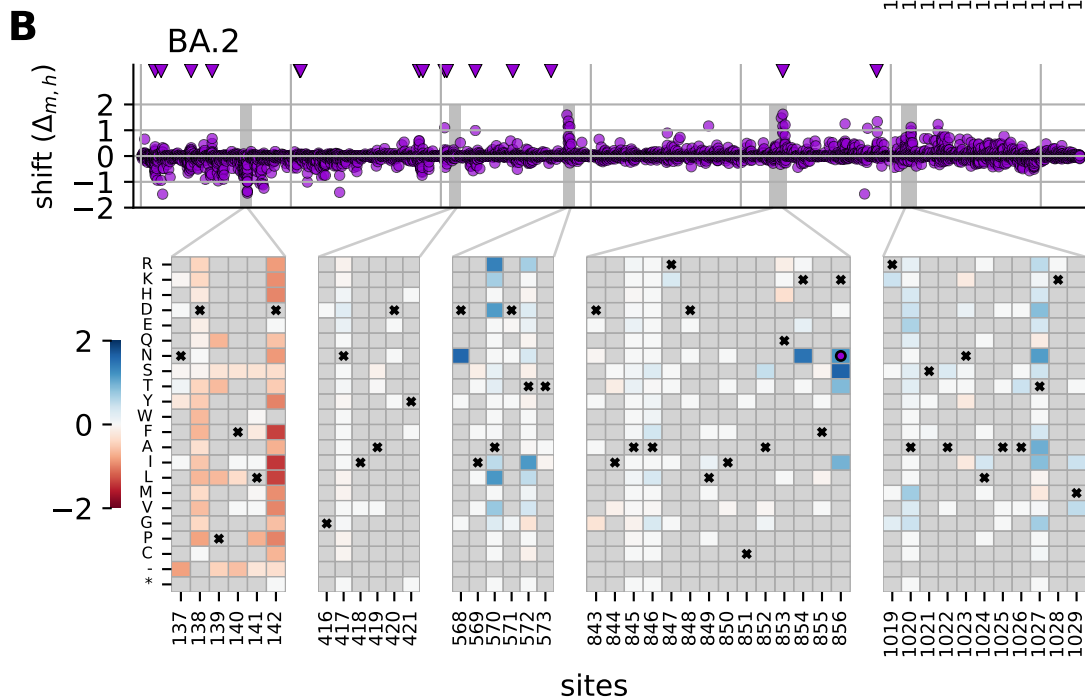 B
BA.2
shift (Δm,h)
2
1
0
−1
−2
R
K
H
D
E
Q
N
S
T
Y
W
F
A
I
L
M
V
G
P
C
-
*
2
0
−2
137 138 139 140 141 142 416 417 418 419 420 421 568 569 570 571 572 573 843 844 845 846 847 848 849 850 851 852 853 854 855 856 1019 1020 1021 1022 1023 1024 1025 1026 1027 1028 1029
sites